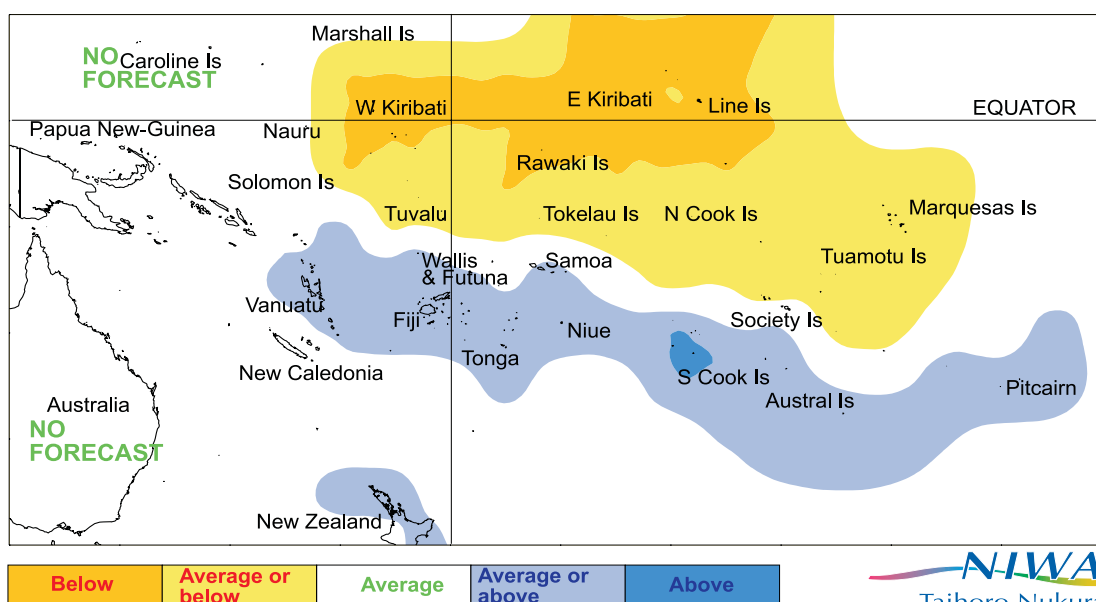 Marshall Is
NO
Caroline Is
FORECAST
W Kiribati
E Kiribati
Line Is
EQUATOR
Papua New-Guinea
Nauru
Rawaki Is
Solomon Is
Tuvalu
Tokelau Is
N Cook Is
Marquesas Is
Tuamotu Is
Wallis
& Futuna
Samoa
Vanuatu
Fiji
Niue
Society Is
Tonga
New Caledonia
S Cook Is
Pitcairn
Austral Is
Australia
NO
FORECAST
New Zealand
Below
Average or
below
Average
Average or
above
Above
NIWA
Taihoro